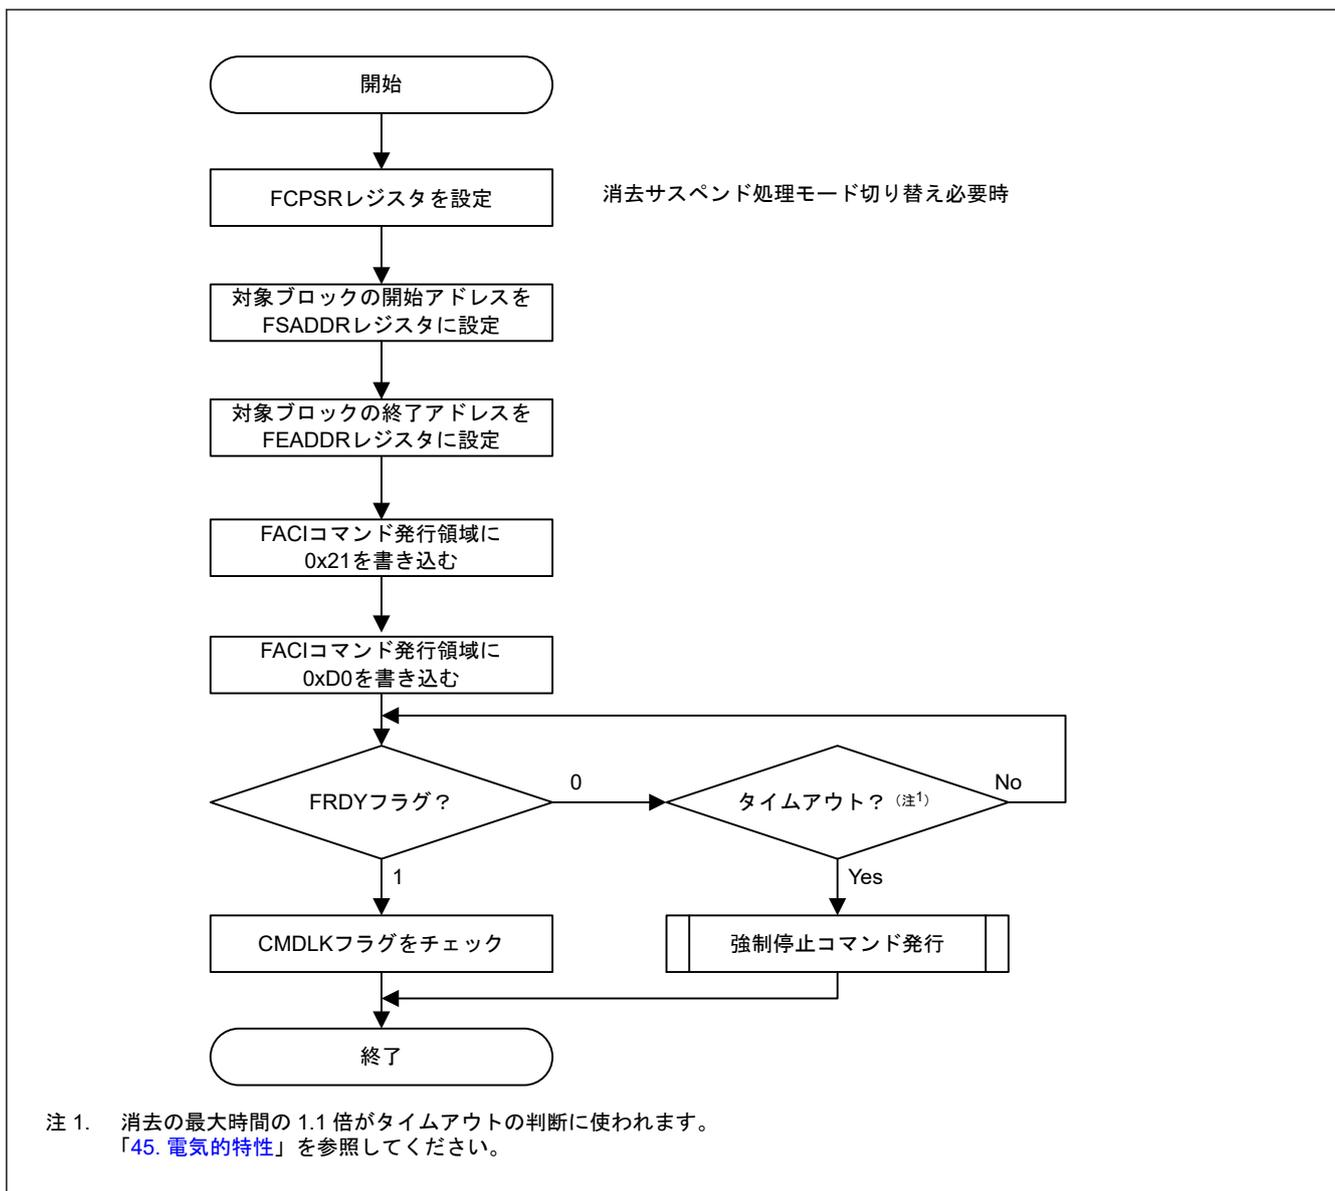 開始
FCPSRレジスタを設定
消去サスペンド処理モード切り替え必要時
対象ブロックの開始アドレスを
FSADDRレジスタに設定
対象ブロックの終了アドレスを
FEADDRレジスタに設定
FACIコマンド発行領域に
0x21を書き込む
FACIコマンド発行領域に
0xD0を書き込む
FRDYフラグ？
0
タイムアウト？（注1）
No
1
Yes
CMDLKフラグをチェック
強制停止コマンド発行
終了
注 1. 消去の最大時間の 1.1 倍がタイムアウトの判断に使われます。
「45. 電気的特性」を参照してください。